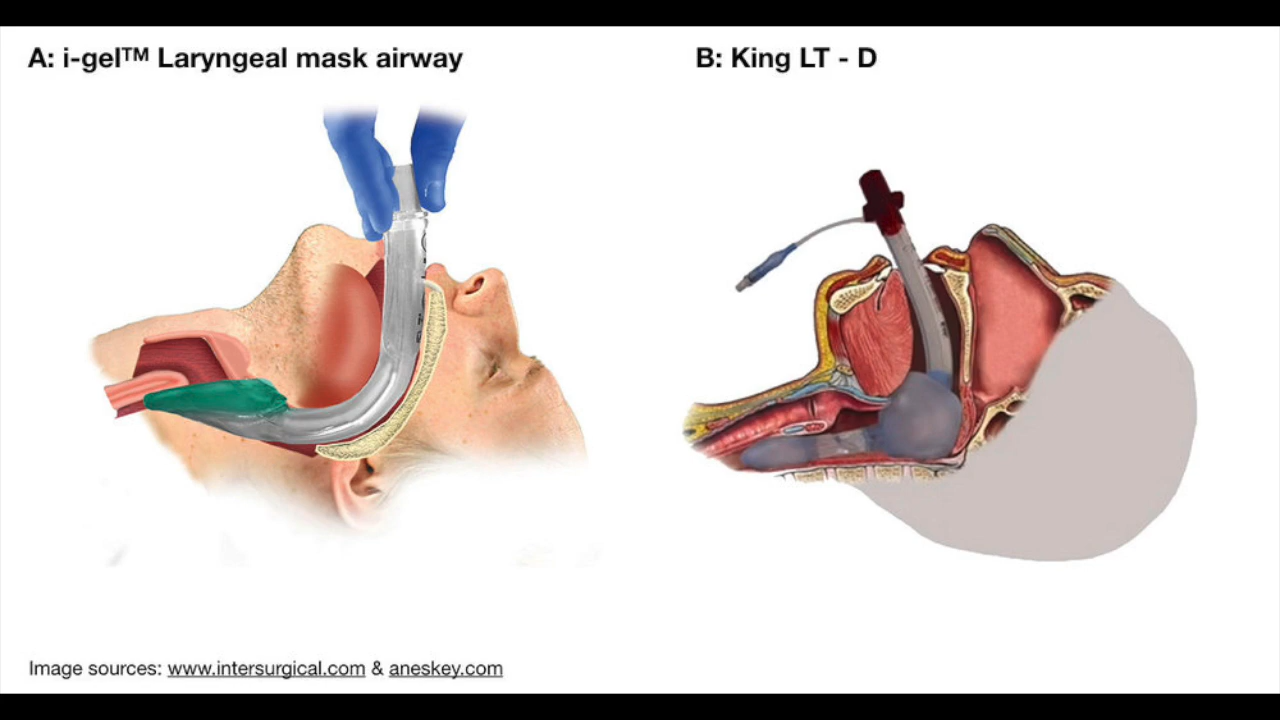 A: i-gel™ Laryngeal mask airway
B: King LT - D
Image sources: www.intersurgical.com & aneskey.com